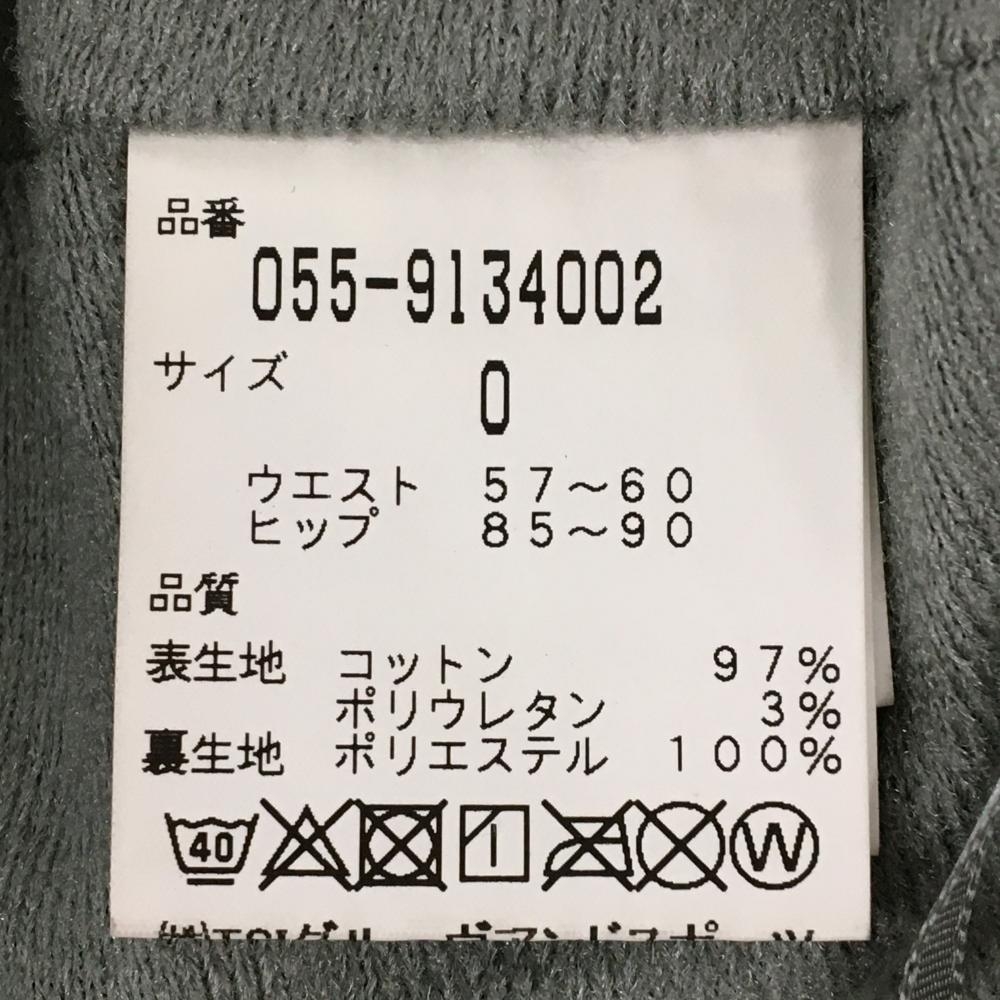 品番
055-9134002
サイズ
0
ウエスト 57～60
ヒップ 85～90
品質
表生地 コットン 97%
ポリウレタン 3%
裏生地 ポリエステル 100%
40 W